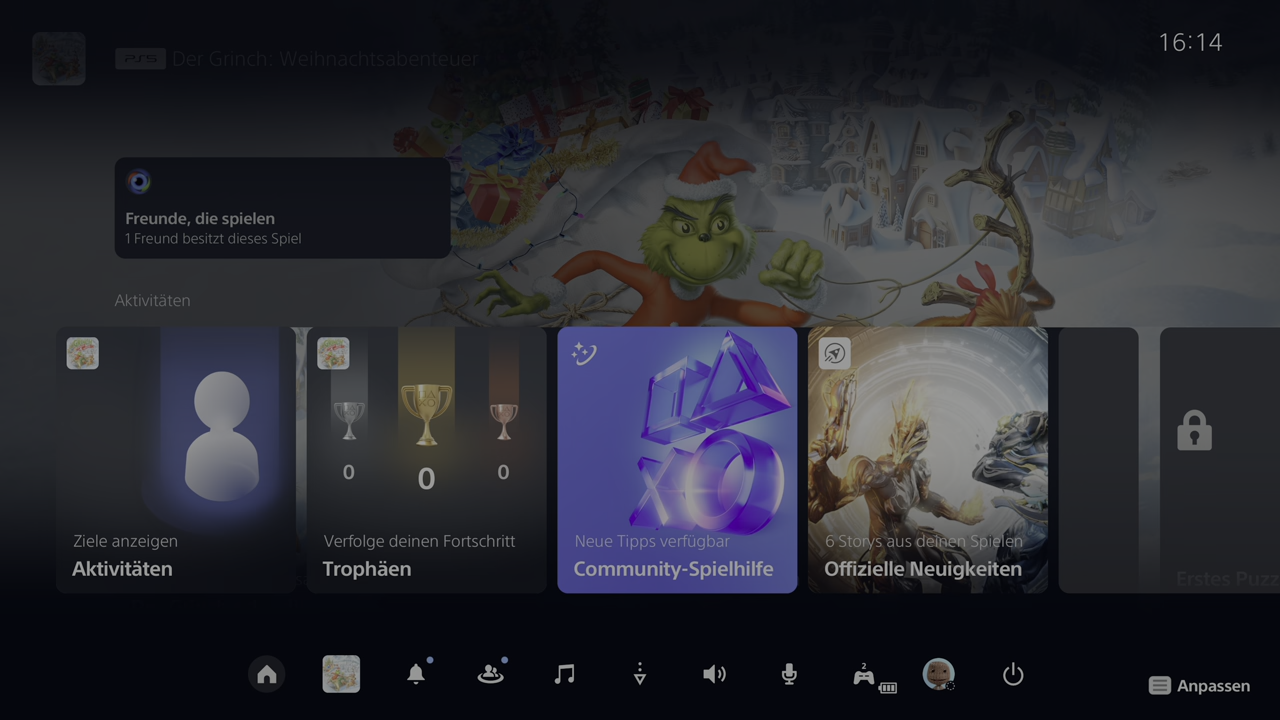 16:14
PS5 Der Grinch: Weihnachtsabenteuer
Freunde, die spielen
1 Freund besitzt dieses Spiel
Aktivitäten
0
0
0
Ziele anzeigen
Aktivitäten
Verfolge deinen Fortschritt
Trophäen
Neue Tipps verfügbar
Community-Spielhilfe
6 Storys aus deinen Spielen
Offizielle Neuigkeiten
Erstes Puzz
2
Anpassen